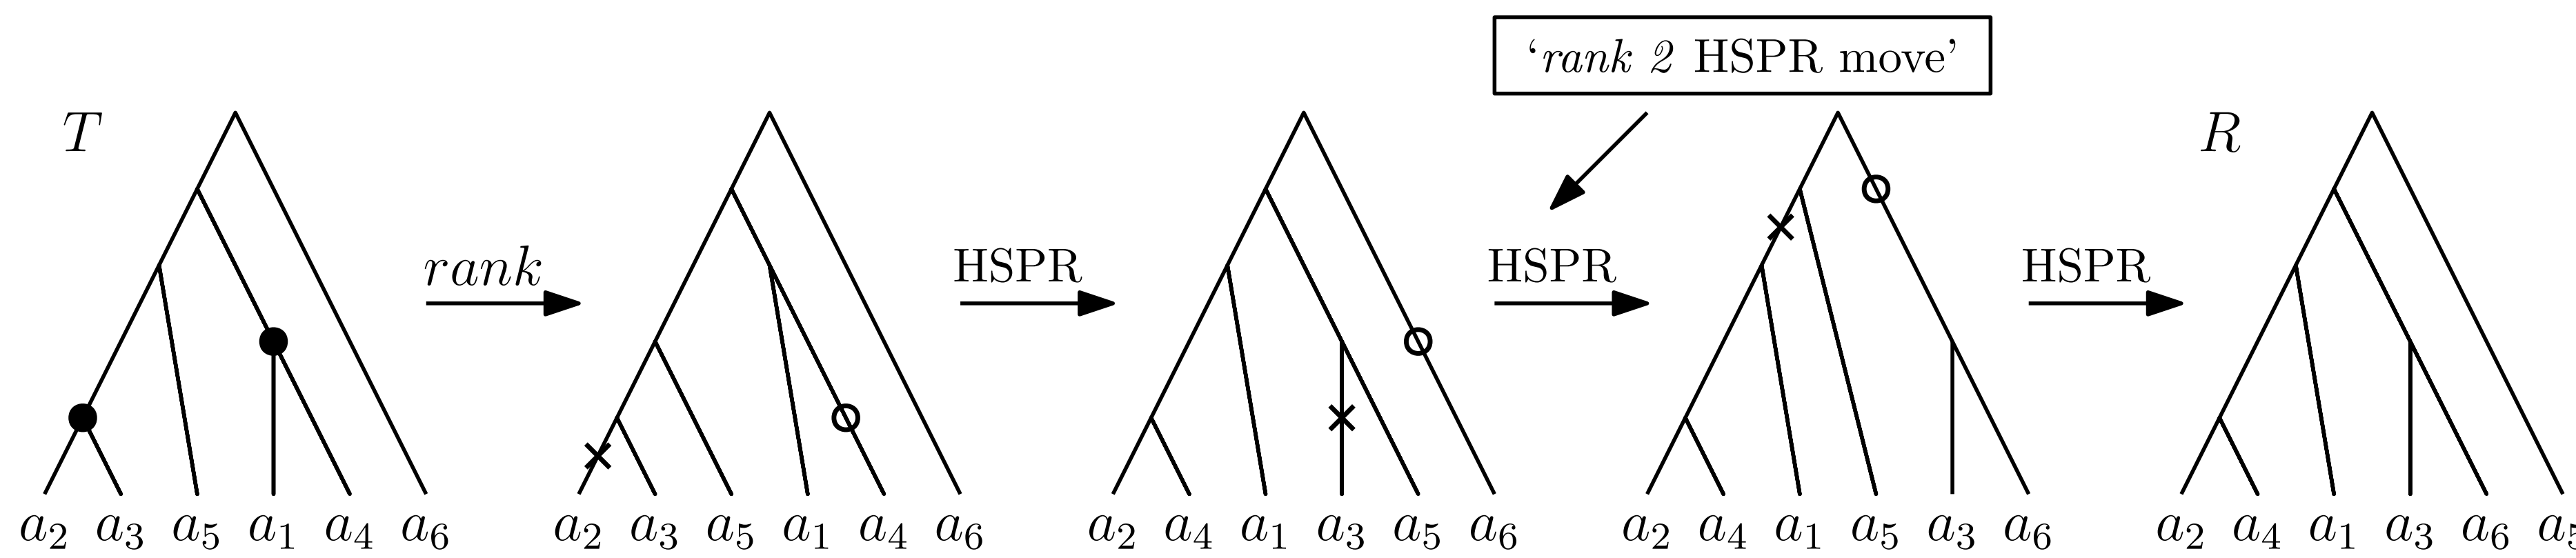 ‘rank 2 HSPR move’
T
R
rank
HSPR
HSPR
HSPR
a2 a3 a5 a1 a4 a6
a2 a3 a5 a1 a4 a6
a2 a4 a1 a3 a5 a6
a2 a4 a1 a5 a3 a6
a2 a4 a1 a3 a6 a5